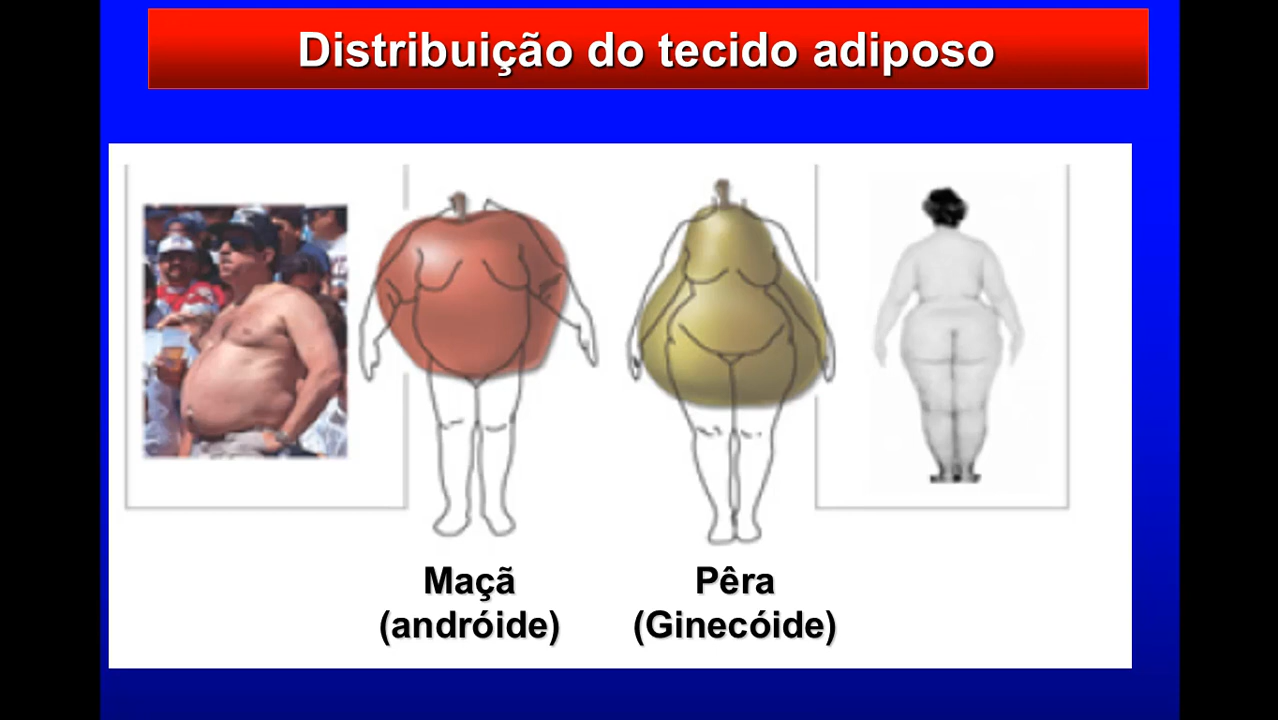 Distribuição do tecido adiposo
Maçã
(andróide)
Pêra
(Ginecóide)